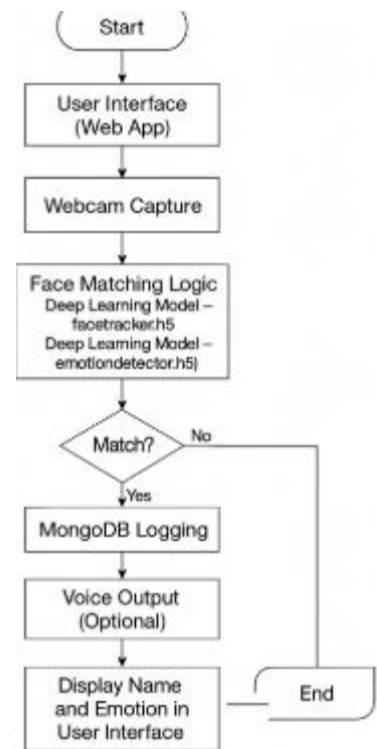 Start
User Interface
(Web App)
Webcam Capture
Face Matching Logic
Deep Learning Model –
facetracker.h5
Deep Learning Model –
emotiondetector.h5)
Match?
No
Yes
MongoDB Logging
Voice Output
(Optional)
Display Name
and Emotion in
User Interface
End